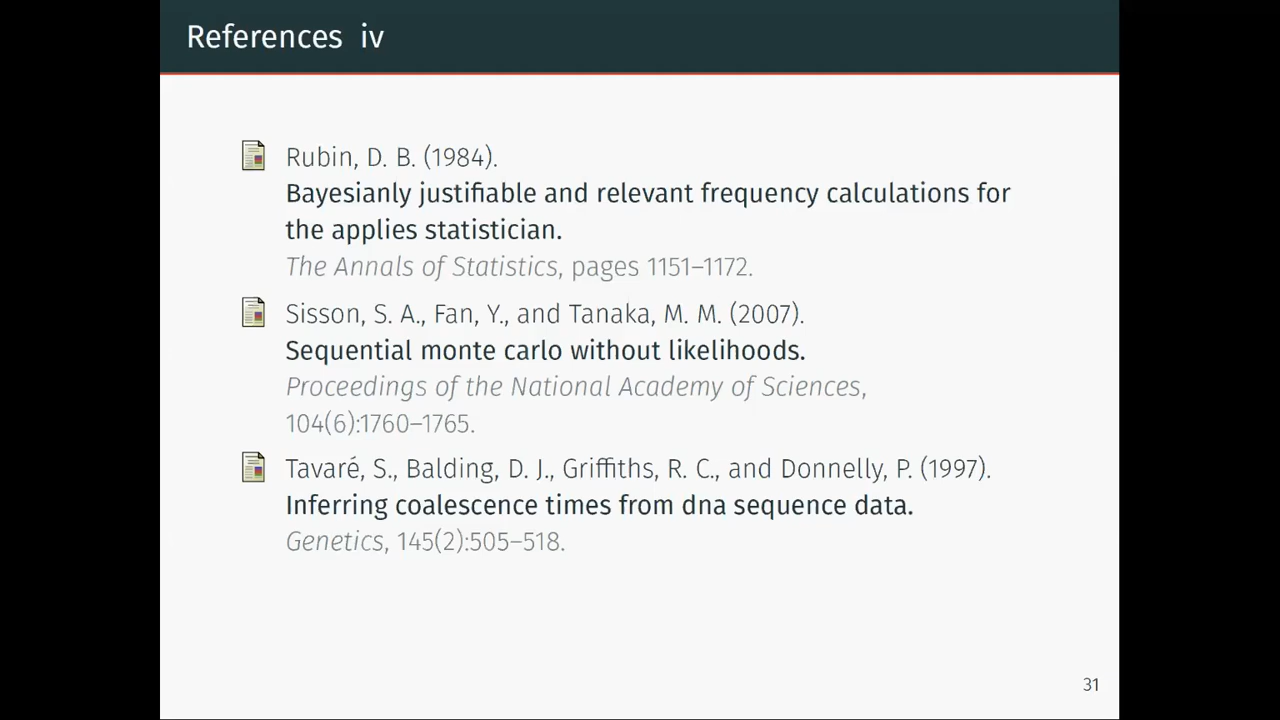 References iv
Rubin, D. B. (1984).
Bayesianly justifiable and relevant frequency calculations for
the applies statistician.
The Annals of Statistics, pages 1151–1172.
Sisson, S. A., Fan, Y., and Tanaka, M. M. (2007).
Sequential monte carlo without likelihoods.
Proceedings of the National Academy of Sciences,
104(6):1760–1765.
Tavaré, S., Balding, D. J., Griffiths, R. C., and Donnelly, P. (1997).
Inferring coalescence times from dna sequence data.
Genetics, 145(2):505–518.
31